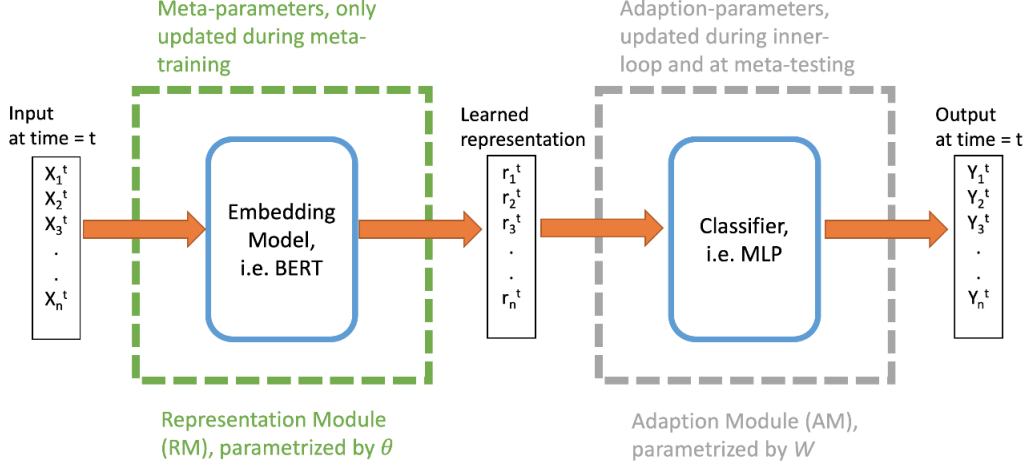 Meta-parameters, only
updated during meta-
training
Adaption-parameters,
updated during inner-
loop and at meta-testing
Input
at time = t
X₁ᵗ
X₂ᵗ
X₃ᵗ
.
.
Xₙᵗ
Embedding
Model,
i.e. BERT
Learned
representation
r₁ᵗ
r₂ᵗ
r₃ᵗ
.
.
rₙᵗ
Classifier,
i.e. MLP
Output
at time = t
Y₁ᵗ
Y₂ᵗ
Y₃ᵗ
.
.
Yₙᵗ
Representation Module
(RM), parametrized by θ
Adaption Module (AM),
parametrized by W